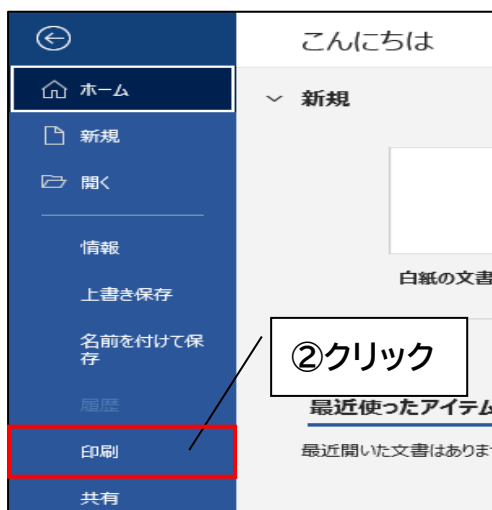 こんにちは
ホーム
新規
新規
開く
情報
白紙の文書
上書き保存
名前を付けて保
存
②クリック
履歴
最近使ったアイテム
印刷
最近開いた文書はありま
共有